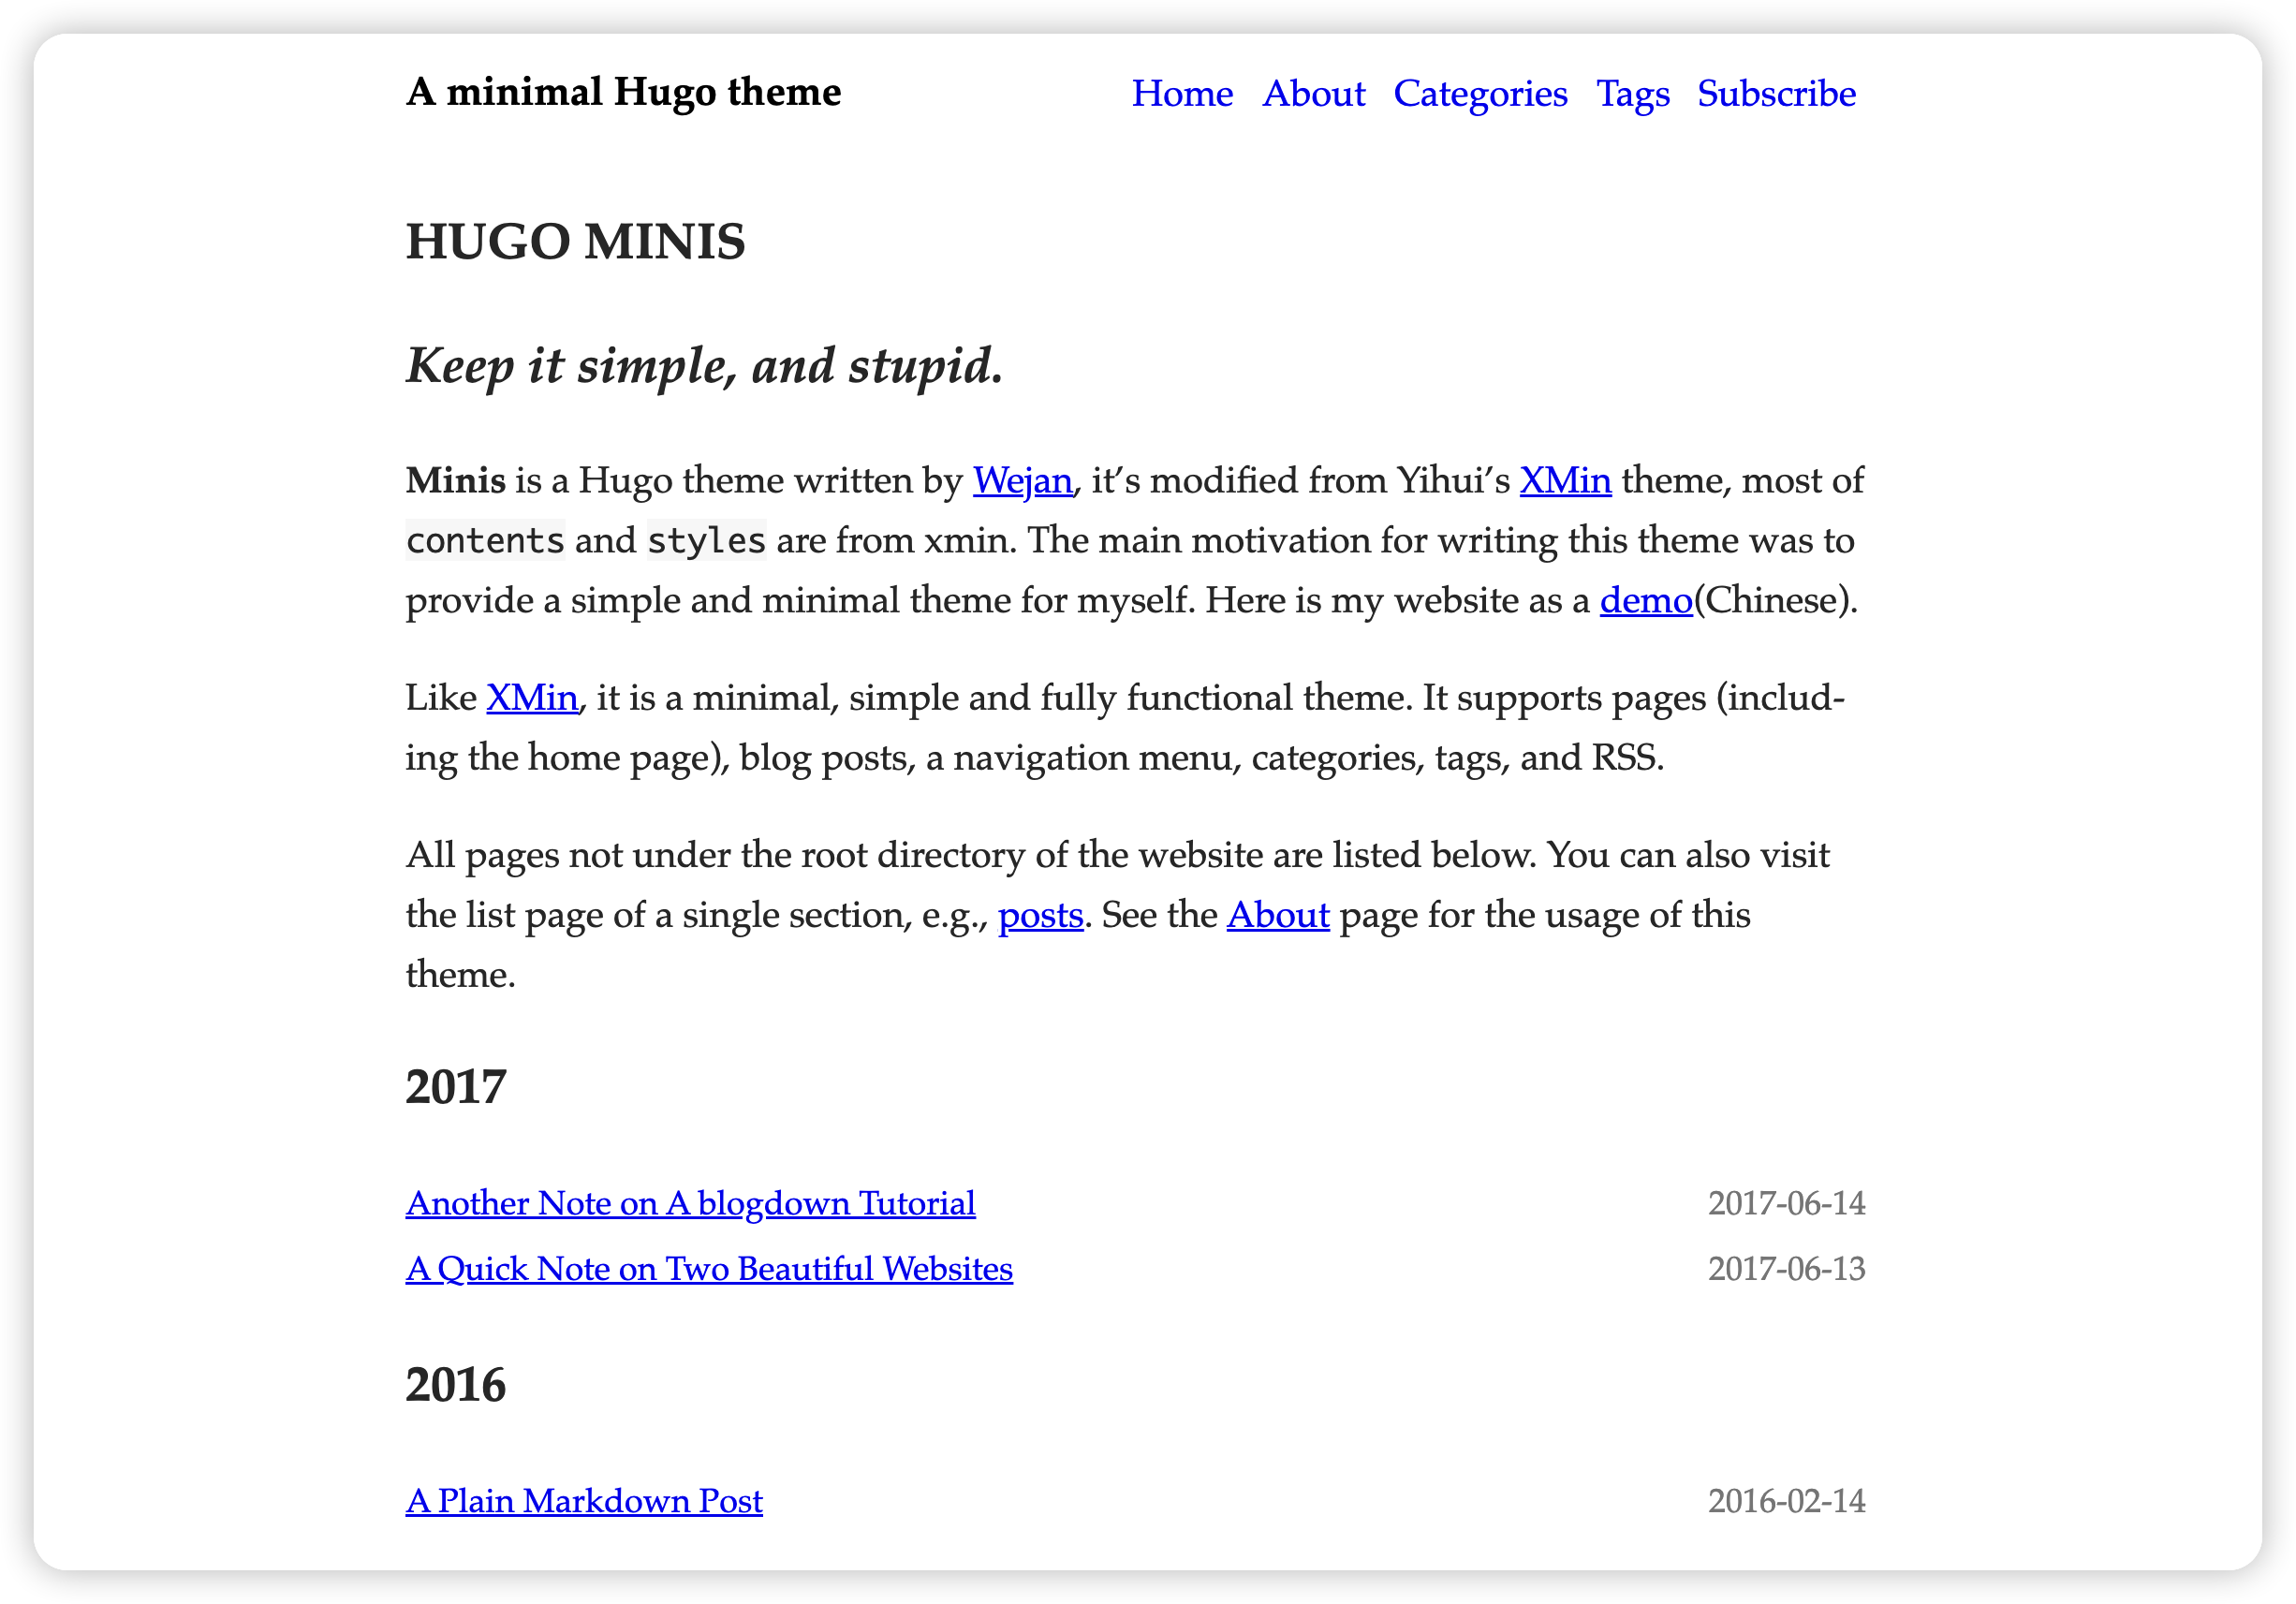 A minimal Hugo theme
Home About Categories Tags Subscribe
HUGO MINIS
Keep it simple, and stupid.
Minis is a Hugo theme written by Wejan, it’s modified from Yihui’s XMin theme, most of
contents and styles are from xmin. The main motivation for writing this theme was to
provide a simple and minimal theme for myself. Here is my website as a demo(Chinese).
Like XMin, it is a minimal, simple and fully functional theme. It supports pages (includ-
ing the home page), blog posts, a navigation menu, categories, tags, and RSS.
All pages not under the root directory of the website are listed below. You can also visit
the list page of a single section, e.g., posts. See the About page for the usage of this
theme.
2017
Another Note on A blogdown Tutorial 2017-06-14
A Quick Note on Two Beautiful Websites 2017-06-13
2016
A Plain Markdown Post 2016-02-14